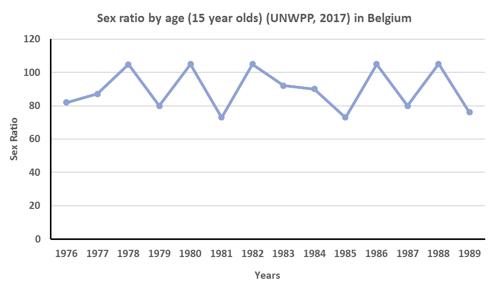 Sex ratio by age (15 year olds) (UNWPP, 2017) in Belgium
120
100
80
60
40
20
0
Sex Ratio
1976 1977 1978 1979 1980 1981 1982 1983 1984 1985 1986 1987 1988 1989
Years